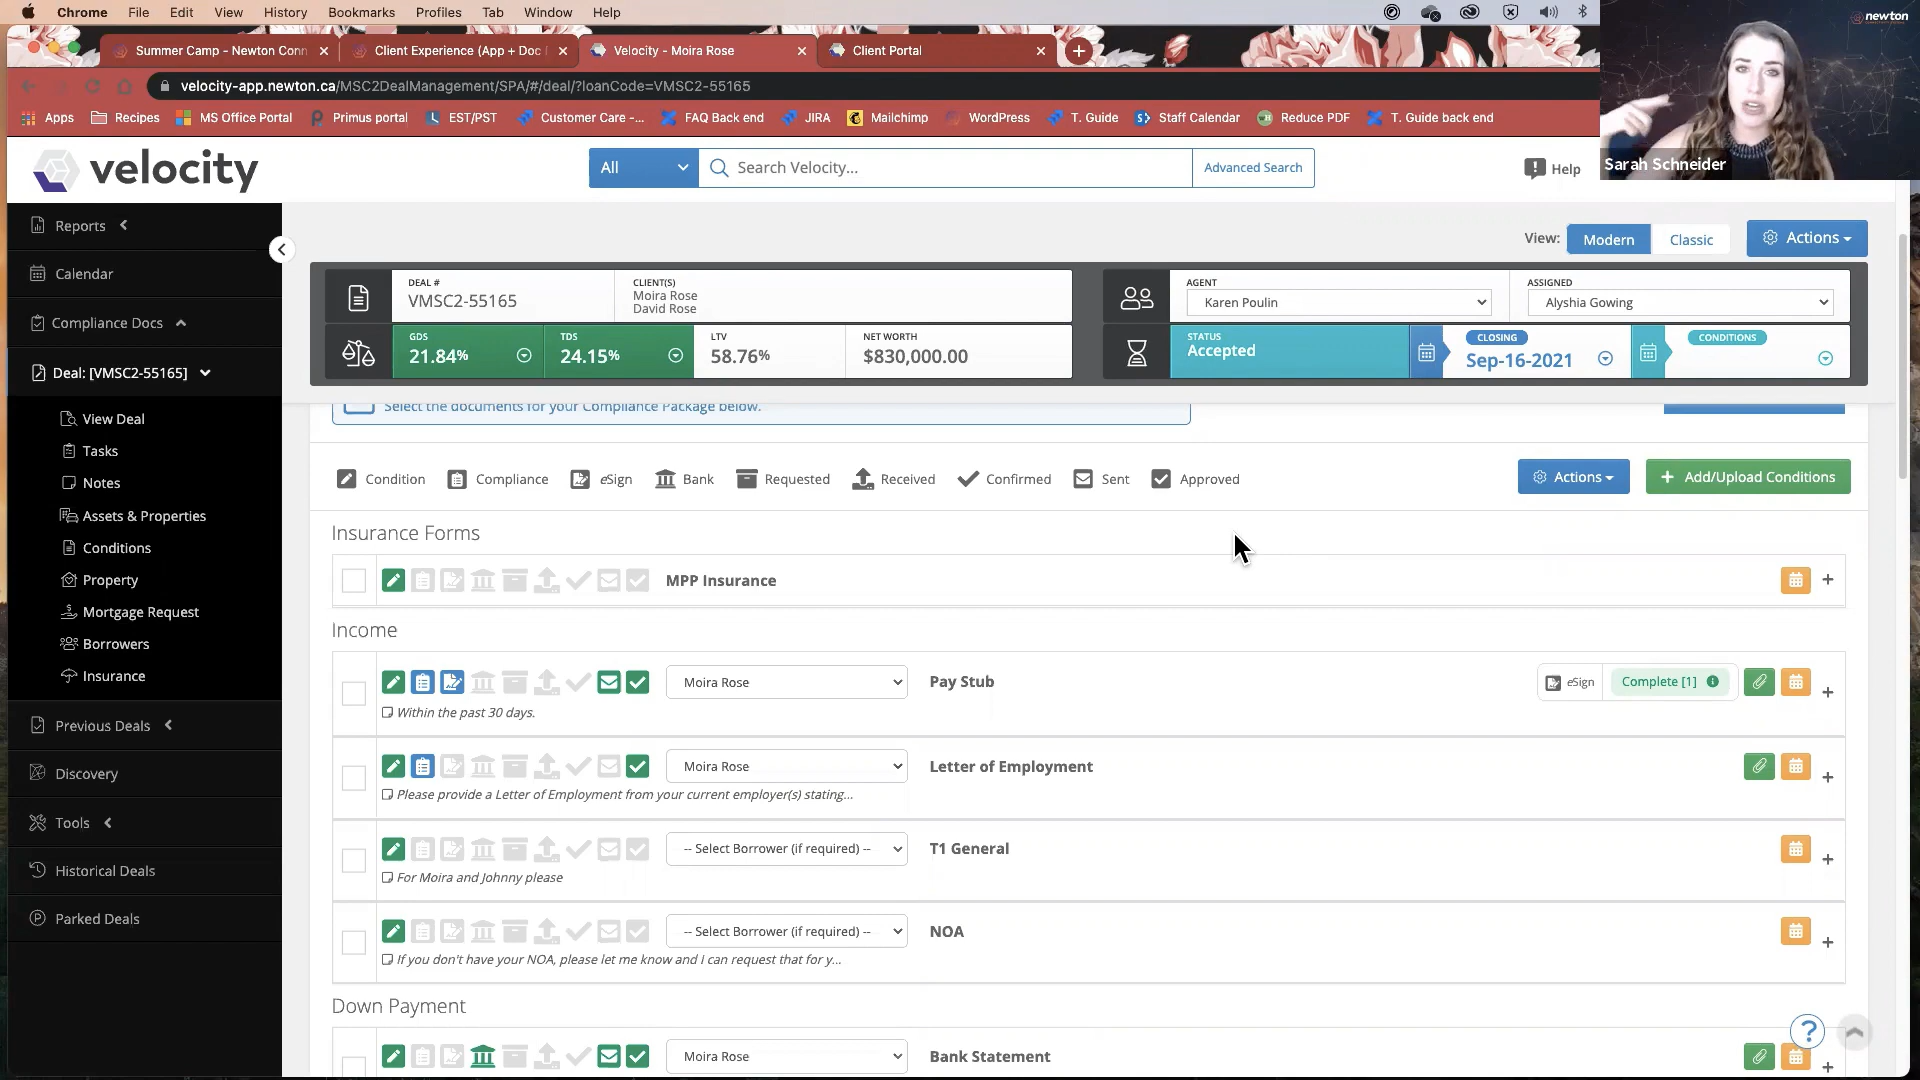 Chrome File Edit View History Bookmarks Profiles Tab Window Help
newton
Summer Camp - Newton Conn
Client Experience (App + Doc
Velocity - Moira Rose
Client Portal
velocity-app.newton.ca/MSC2DealManagement/SPA/#/deal/?loanCode=VMSC2-55165
Apps Recipes MS Office Portal Primus portal EST/PST Customer Care -... FAQ Back end JIRA Mailchimp WordPress T. Guide Staff Calendar Reduce PDF T. Guide back end
Sarah Schneider
velocity
All
Search Velocity...
Advanced Search
Help
Reports
Calendar
Compliance Docs
Deal: [VMSC2-55165]
View Deal
Tasks
Notes
Assets & Properties
Conditions
Property
Mortgage Request
Borrowers
Insurance
Previous Deals
Discovery
Tools
Historical Deals
Parked Deals
View: Modern Classic
Actions
DEAL #
VMSC2-55165
CLIENT(S)
Moira Rose
David Rose
AGENT
Karen Poulin
ASSIGNED
Alyshia Gowing
GDS
21.84%
TDS
24.15%
LTV
58.76%
NET WORTH
$830,000.00
STATUS
Accepted
CLOSING
Sep-16-2021
CONDITIONS
Select the documents for your Compliance Package below.
Condition Compliance eSign Bank Requested Received Confirmed Sent Approved
Actions
+ Add/Upload Conditions
Insurance Forms
MPP Insurance
Income
Moira Rose
Pay Stub
eSign
Complete [1]
Within the past 30 days.
Moira Rose
Letter of Employment
Please provide a Letter of Employment from your current employer(s) stating...
-- Select Borrower (if required) --
T1 General
For Moira and Johnny please
-- Select Borrower (if required) --
NOA
If you don't have your NOA, please let me know and I can request that for y...
Down Payment
Moira Rose
Bank Statement
?